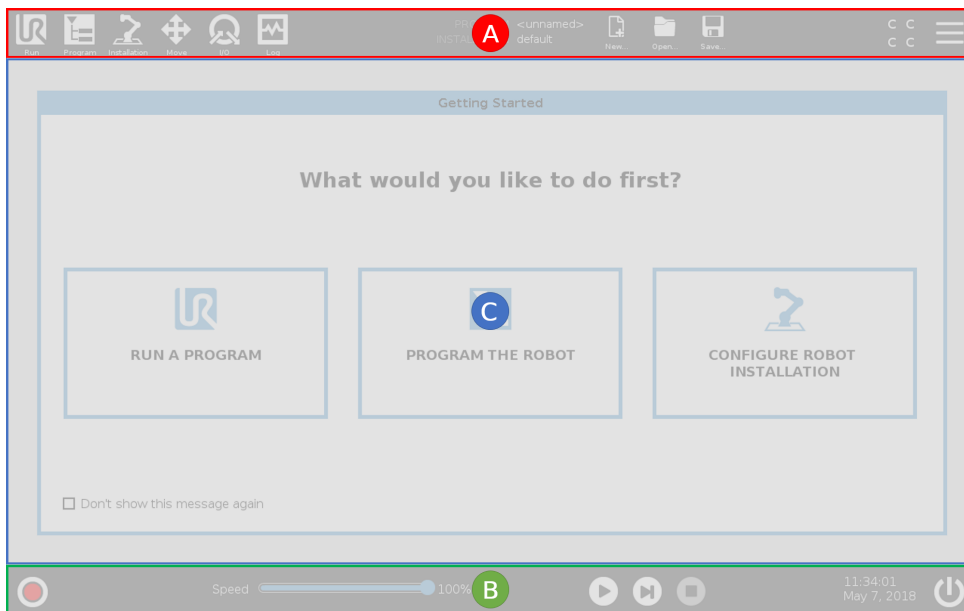 Run Program Installation Move I/O Log
<unnamed>
default
New... Open... Save...
C C
C C
A
Getting Started
What would you like to do first?
C
RUN A PROGRAM
PROGRAM THE ROBOT
CONFIGURE ROBOT
INSTALLATION
Don't show this message again
Speed 100%
B
11:34:01
May 7, 2018